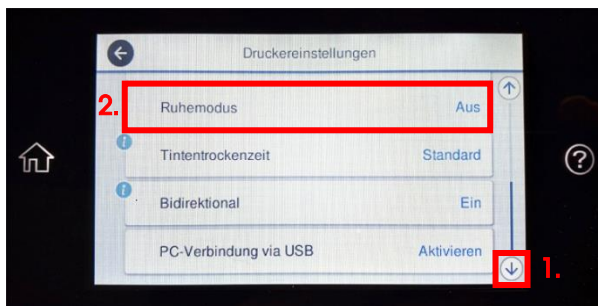 Druckereinstellungen
2.
Ruhemodus Aus
i
Tintentrockenzeit Standard
i
Bidirektional Ein
PC-Verbindung via USB Aktivieren
1.
?